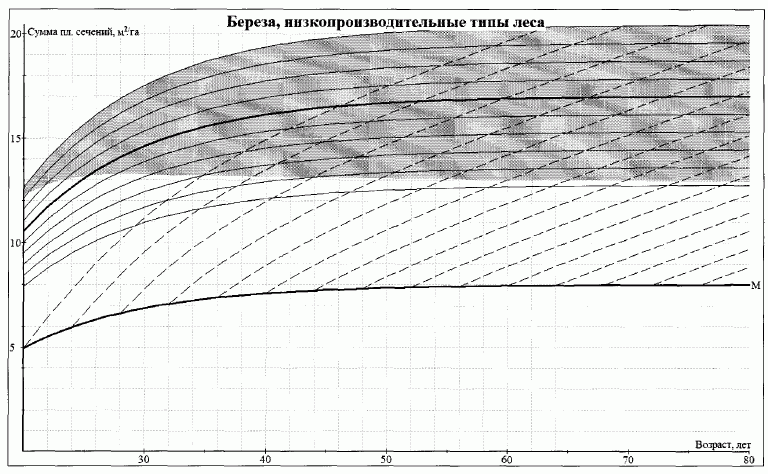 Береза, низкопроизводительные типы леса
Сумма пл. сечений, м²/га
20
15
10
5
М
Возраст, лет
30
40
50
60
70
80